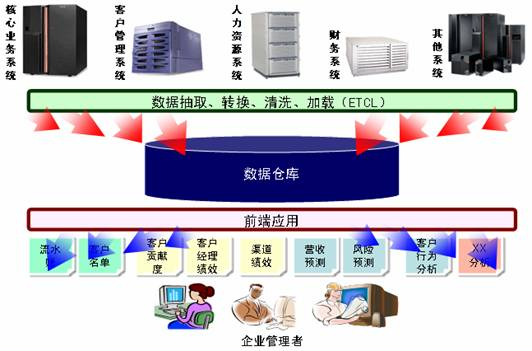 核心业务系统
客户管理系统
人力资源系统
财务系统
其他系统
数据抽取、转换、清洗、加载（ETCL）
数据仓库
前端应用
流水
客户
名单
客户
贡献
度
客户
经理
绩效
渠道
绩效
营收
预测
风险
预测
客户
行为
分析
XX
分析
企业管理者